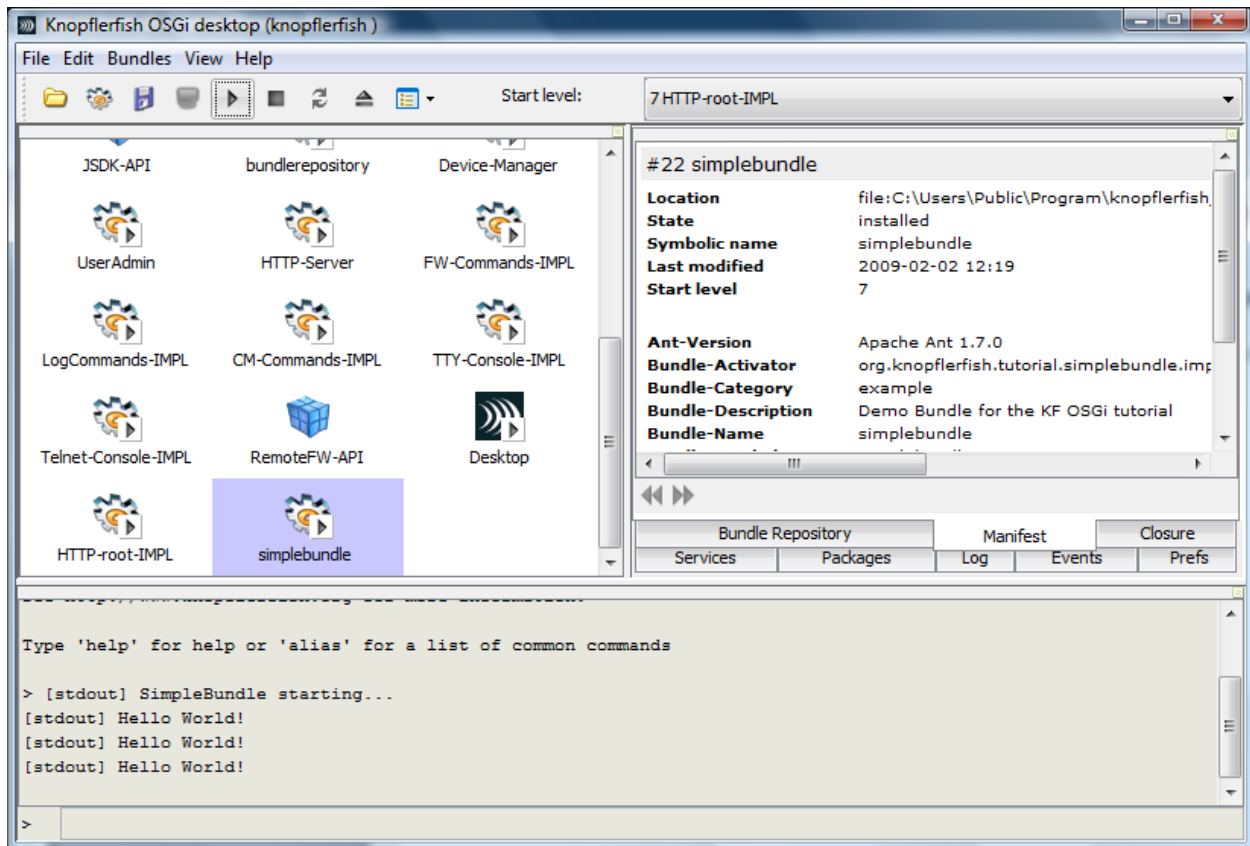 Knopflerfish OSGi desktop (knopflerfish )
File Edit Bundles View Help
Start level:
7 HTTP-root-IMPL
JSDK-API bundlerepository Device-Manager
UserAdmin HTTP-Server FW-Commands-IMPL
LogCommands-IMPL CM-Commands-IMPL TTY-Console-IMPL
Telnet-Console-IMPL RemoteFW-API Desktop
HTTP-root-IMPL simplebundle
#22 simplebundle
Location file:C:\Users\Public\Program\knopflerfish_
State installed
Symbolic name simplebundle
Last modified 2009-02-02 12:19
Start level 7
Ant-Version Apache Ant 1.7.0
Bundle-Activator org.knopflerfish.tutorial.simplebundle.imp
Bundle-Category example
Bundle-Description Demo Bundle for the KF OSGi tutorial
Bundle-Name simplebundle
Bundle Repository Manifest Closure
Services Packages Log Events Prefs
Type 'help' for help or 'alias' for a list of common commands
> [stdout] SimpleBundle starting...
[stdout] Hello World!
[stdout] Hello World!
[stdout] Hello World!
>